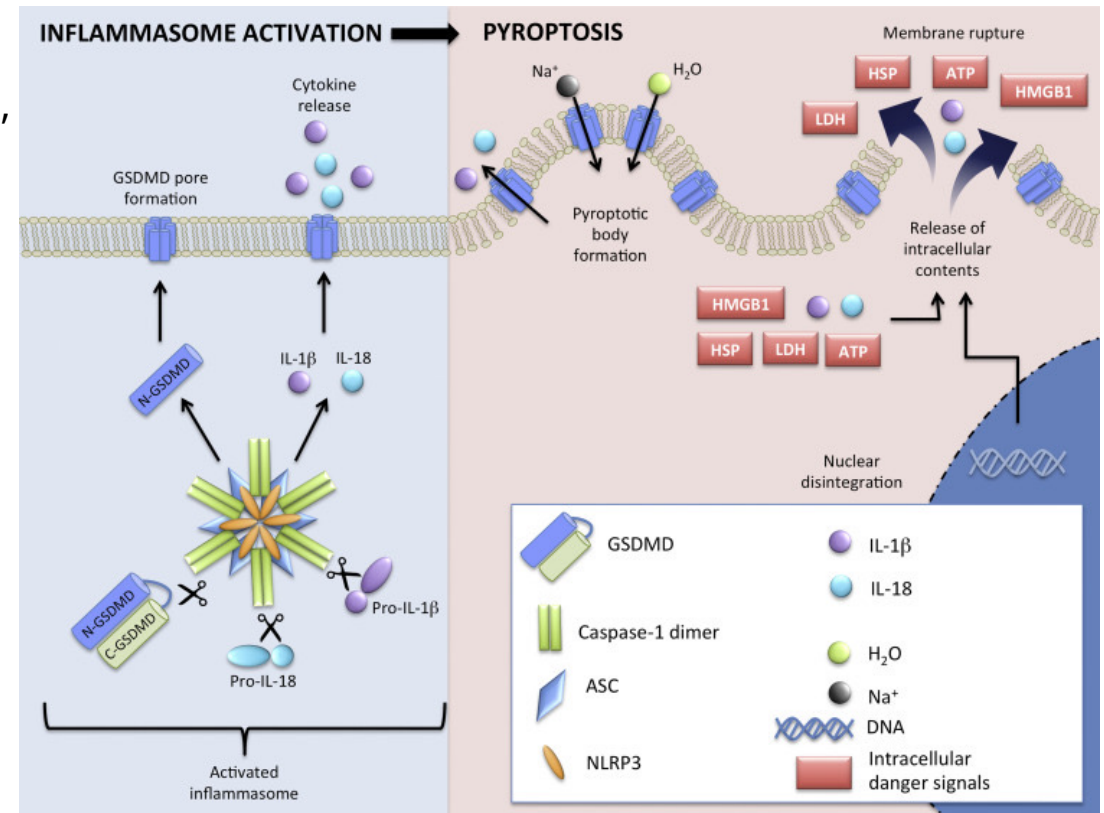 INFLAMMASOME ACTIVATION
PYROPTOSIS
,
Cytokine
release
GSDMD pore
formation
N-GSDMD
IL-1β
IL-18
N-GSDMD
C-GSDMD
Pro-IL-1β
Pro-IL-18
Activated
inflammasome
Na⁺
H₂O
Pyroptotic
body
formation
Membrane rupture
HSP
ATP
HMGB1
LDH
Release of
intracellular
contents
HMGB1
HSP
LDH
ATP
Nuclear
disintegration
GSDMD
Caspase-1 dimer
ASC
NLRP3
IL-1β
IL-18
H₂O
Na⁺
DNA
Intracellular
danger signals